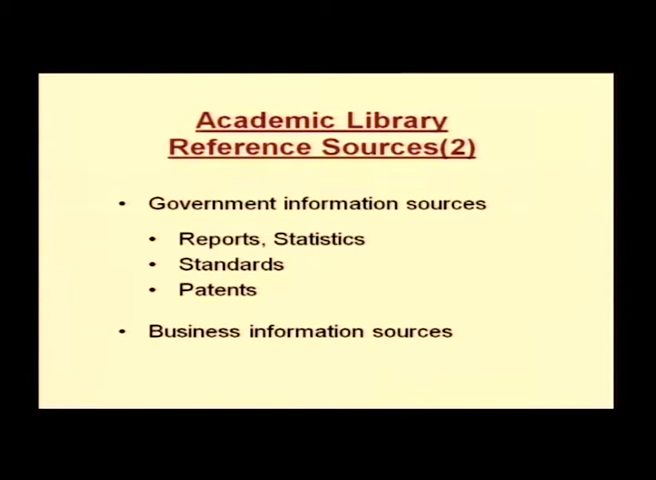 Academic Library
Reference Sources(2)
• Government information sources
• Reports, Statistics
• Standards
• Patents
• Business information sources